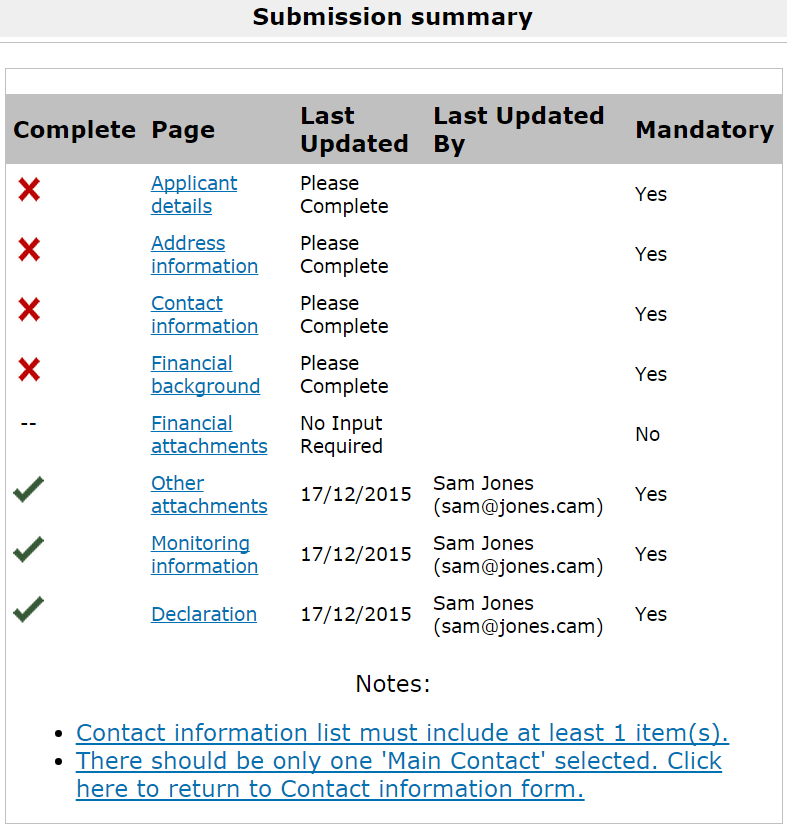 Submission summary
Complete Page Last Updated Last Updated By Mandatory
Applicant details Please Complete Yes
Address information Please Complete Yes
Contact information Please Complete Yes
Financial background Please Complete Yes
-- Financial attachments No Input Required No
Other attachments 17/12/2015 Sam Jones (sam@jones.cam) Yes
Monitoring information 17/12/2015 Sam Jones (sam@jones.cam) Yes
Declaration 17/12/2015 Sam Jones (sam@jones.cam) Yes
Notes:
• Contact information list must include at least 1 item(s).
• There should be only one 'Main Contact' selected. Click
here to return to Contact information form.